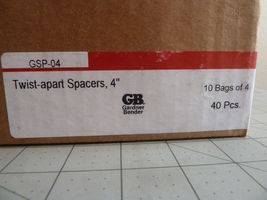 GSP-04
Twist-apart Spacers, 4"
10 Bags of 4
GB
Gardner
Bender
40 Pcs.